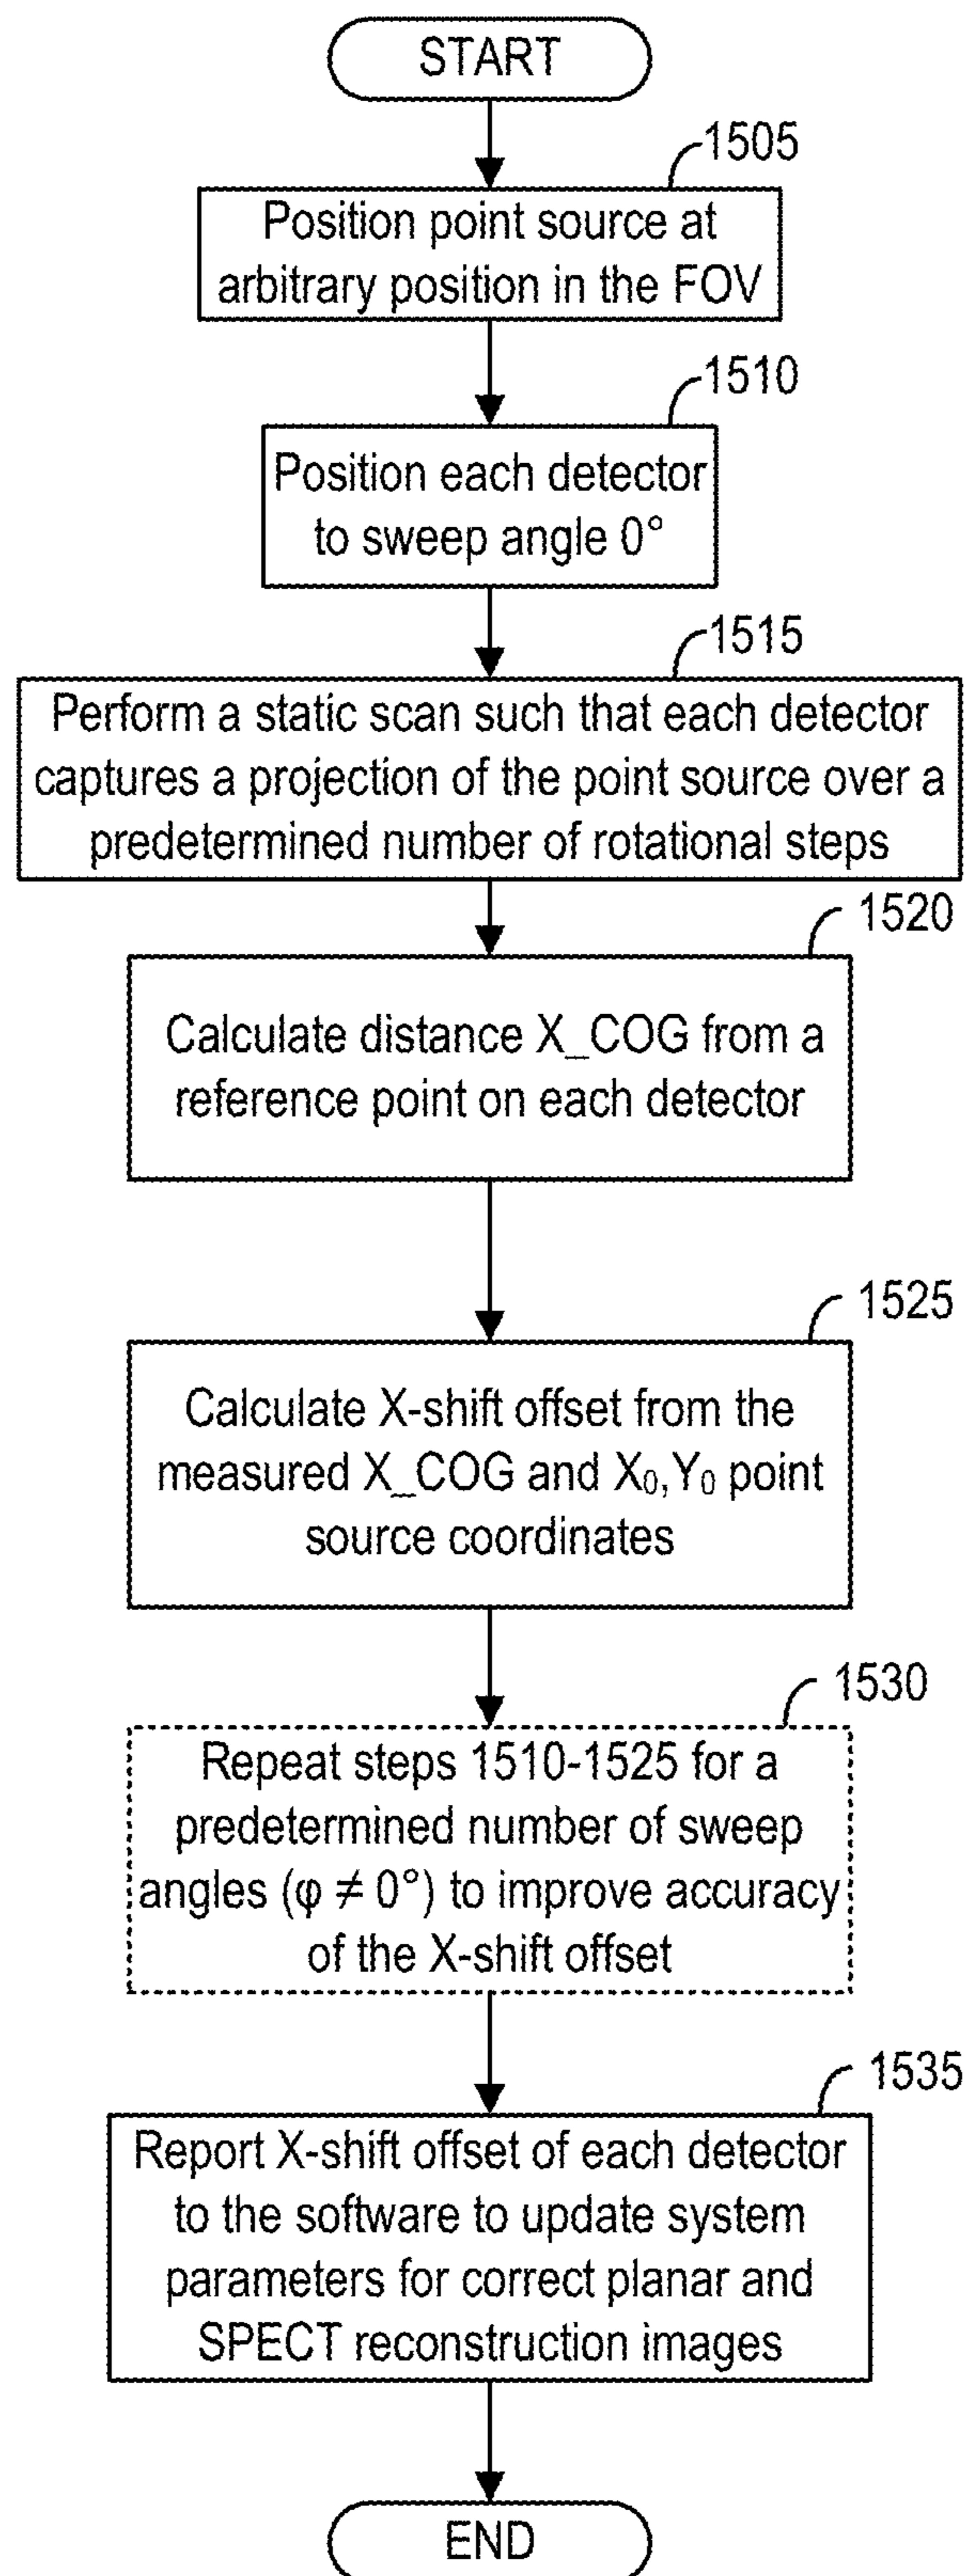 START
1505
Position point source at
arbitrary position in the FOV
1510
Position each detector
to sweep angle 0°
1515
Perform a static scan such that each detector
captures a projection of the point source over a
predetermined number of rotational steps
1520
Calculate distance X_COG from a
reference point on each detector
1525
Calculate X-shift offset from the
measured X_COG and X₀,Y₀ point
source coordinates
1530
Repeat steps 1510-1525 for a
predetermined number of sweep
angles (φ ≠ 0°) to improve accuracy
of the X-shift offset
1535
Report X-shift offset of each detector
to the software to update system
parameters for correct planar and
SPECT reconstruction images
END